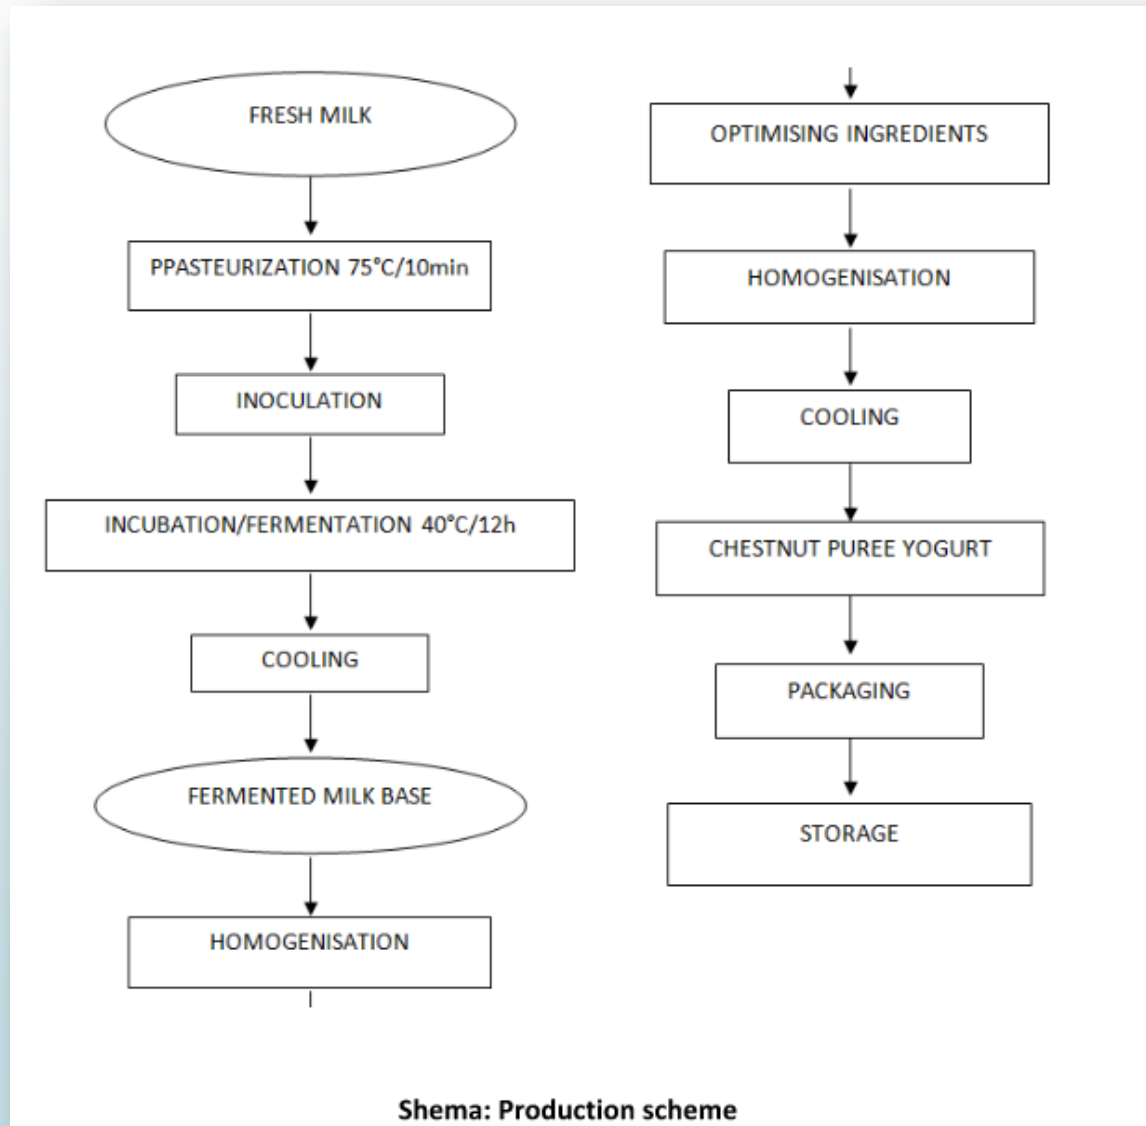 FRESH MILK
PPASTEURIZATION 75°C/10min
INOCULATION
INCUBATION/FERMENTATION 40°C/12h
COOLING
FERMENTED MILK BASE
HOMOGENISATION
OPTIMISING INGREDIENTS
HOMOGENISATION
COOLING
CHESTNUT PUREE YOGURT
PACKAGING
STORAGE
Shema: Production scheme